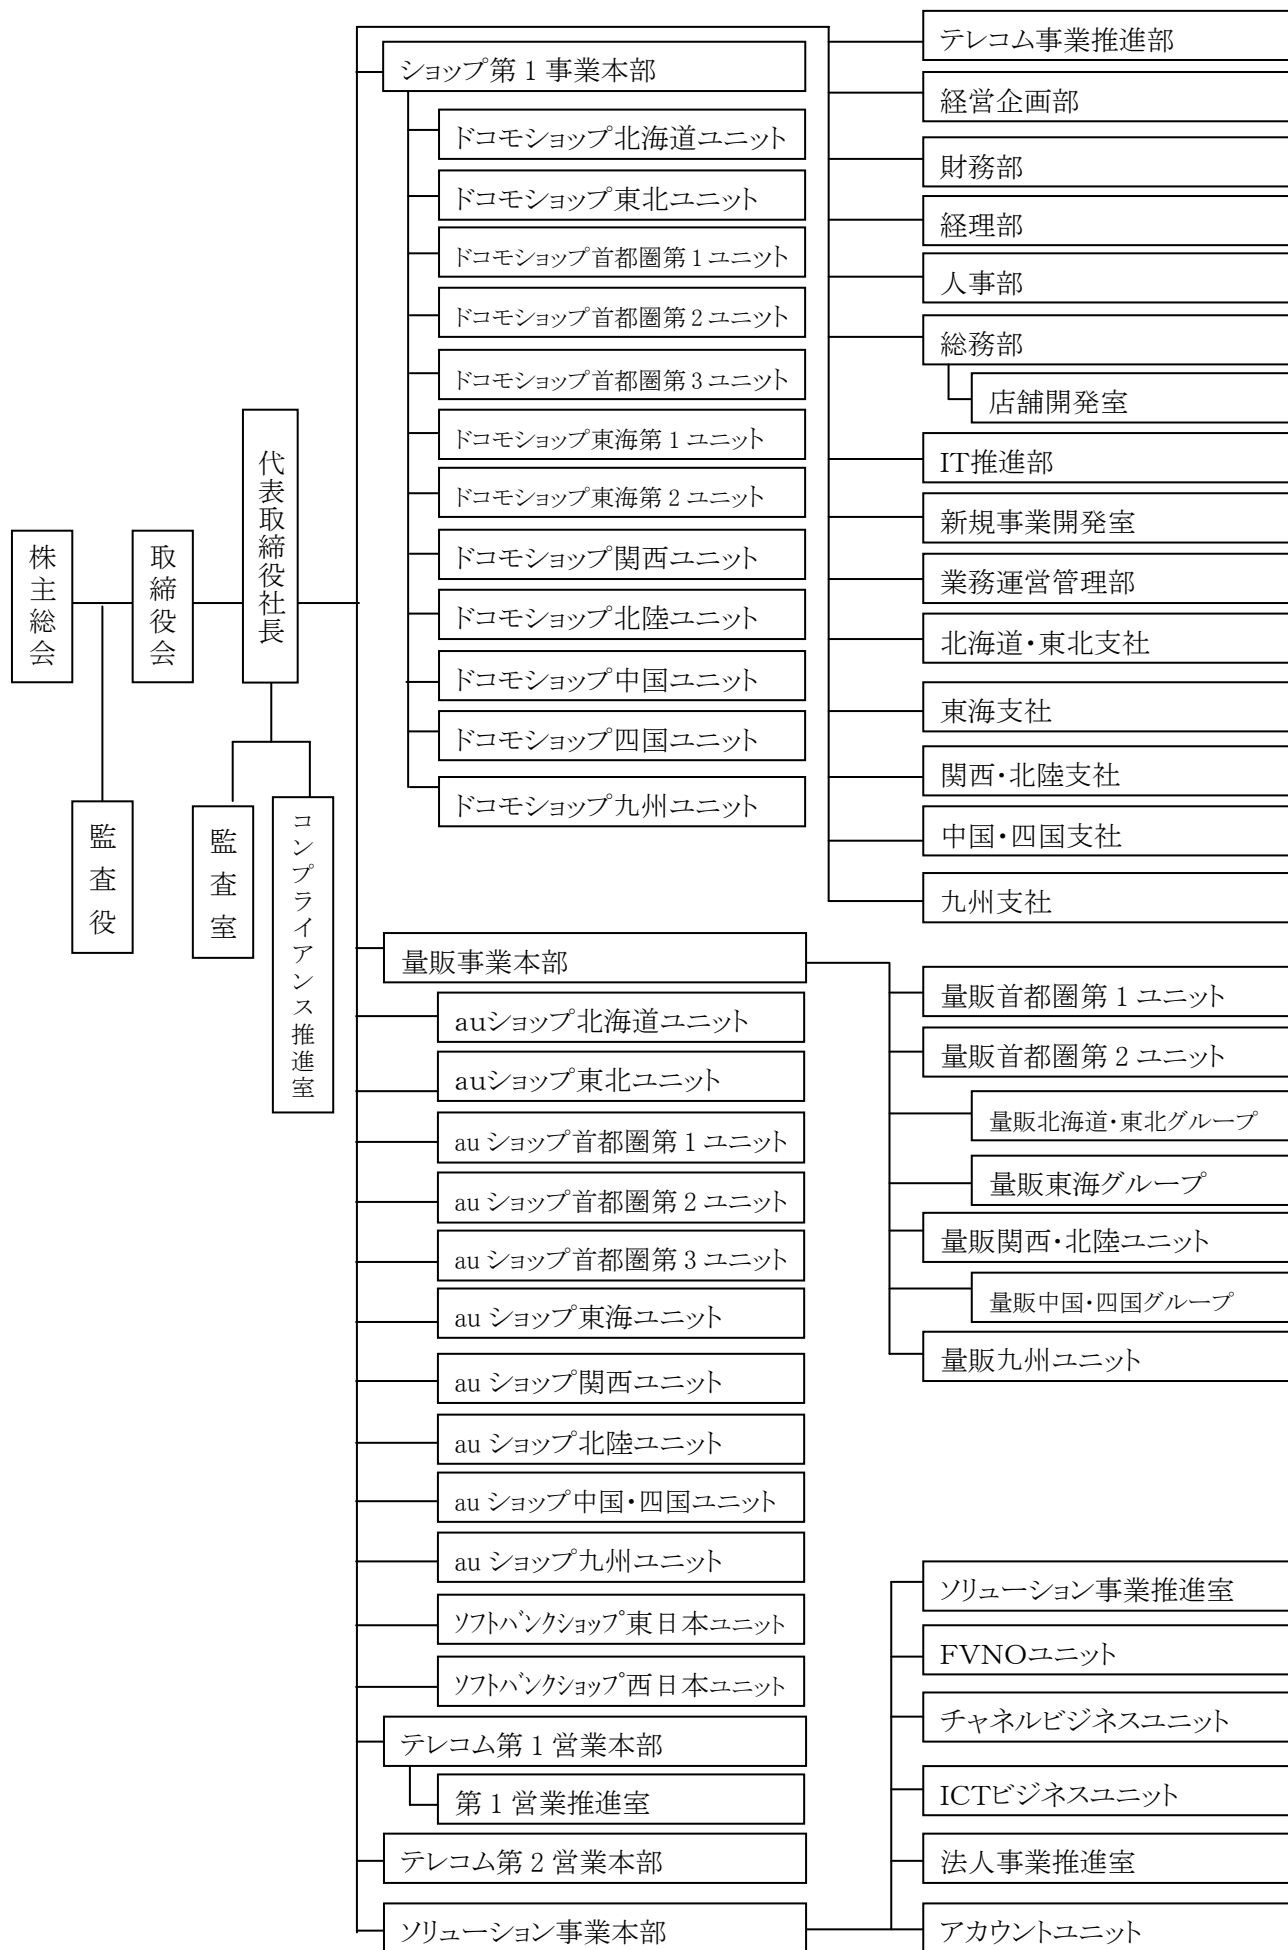 株主総会
監査役
取締役会
代表取締役社長
監査室
コンプライアンス推進室
ショップ第1事業本部
ドコモショップ北海道ユニット
ドコモショップ東北ユニット
ドコモショップ首都圏第1ユニット
ドコモショップ首都圏第2ユニット
ドコモショップ首都圏第3ユニット
ドコモショップ東海第1ユニット
ドコモショップ東海第2ユニット
ドコモショップ関西ユニット
ドコモショップ北陸ユニット
ドコモショップ中国ユニット
ドコモショップ四国ユニット
ドコモショップ九州ユニット
量販事業本部
auショップ北海道ユニット
auショップ東北ユニット
au ショップ首都圏第1ユニット
au ショップ首都圏第2ユニット
au ショップ首都圏第3ユニット
au ショップ東海ユニット
au ショップ関西ユニット
au ショップ北陸ユニット
au ショップ中国・四国ユニット
au ショップ九州ユニット
ソフトバンクショップ東日本ユニット
ソフトバンクショップ西日本ユニット
テレコム第1営業本部
第1営業推進室
テレコム第2営業本部
ソリューション事業本部
テレコム事業推進部
経営企画部
財務部
経理部
人事部
総務部
店舗開発室
IT推進部
新規事業開発室
業務運営管理部
北海道・東北支社
東海支社
関西・北陸支社
中国・四国支社
九州支社
量販首都圏第1ユニット
量販首都圏第2ユニット
量販北海道・東北グループ
量販東海グループ
量販関西・北陸ユニット
量販中国・四国グループ
量販九州ユニット
ソリューション事業推進室
FVNOユニット
チャネルビジネスユニット
ICTビジネスユニット
法人事業推進室
アカウントユニット